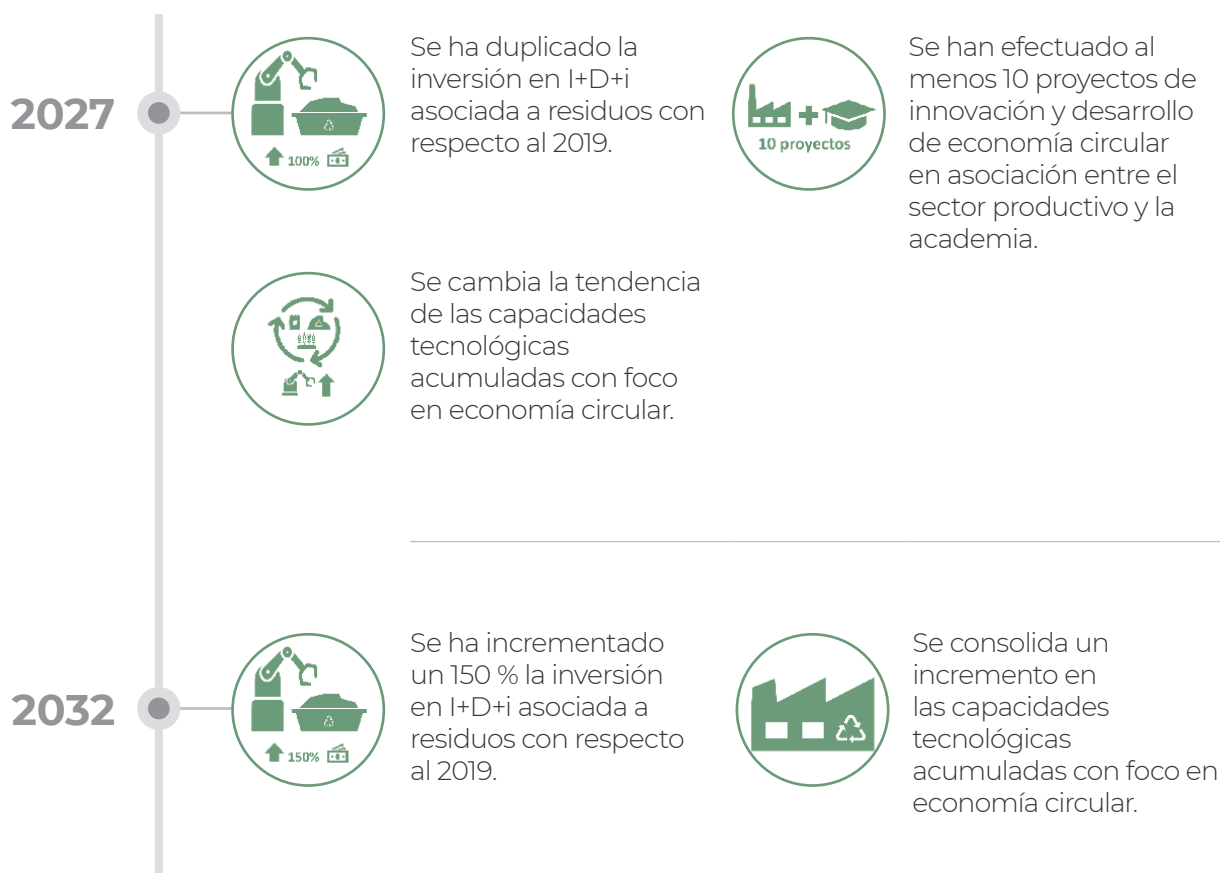 2027
Se ha duplicado la
inversión en I+D+i
asociada a residuos con
respecto al 2019.
100%
Se han efectuado al
menos 10 proyectos de
innovación y desarrollo
de economía circular
en asociación entre el
sector productivo y la
academia.
10 proyectos
Se cambia la tendencia
de las capacidades
tecnológicas
acumuladas con foco
en economía circular.
2032
Se ha incrementado
un 150 % la inversión
en I+D+i asociada a
residuos con respecto
al 2019.
150%
Se consolida un
incremento en
las capacidades
tecnológicas
acumuladas con foco en
economía circular.